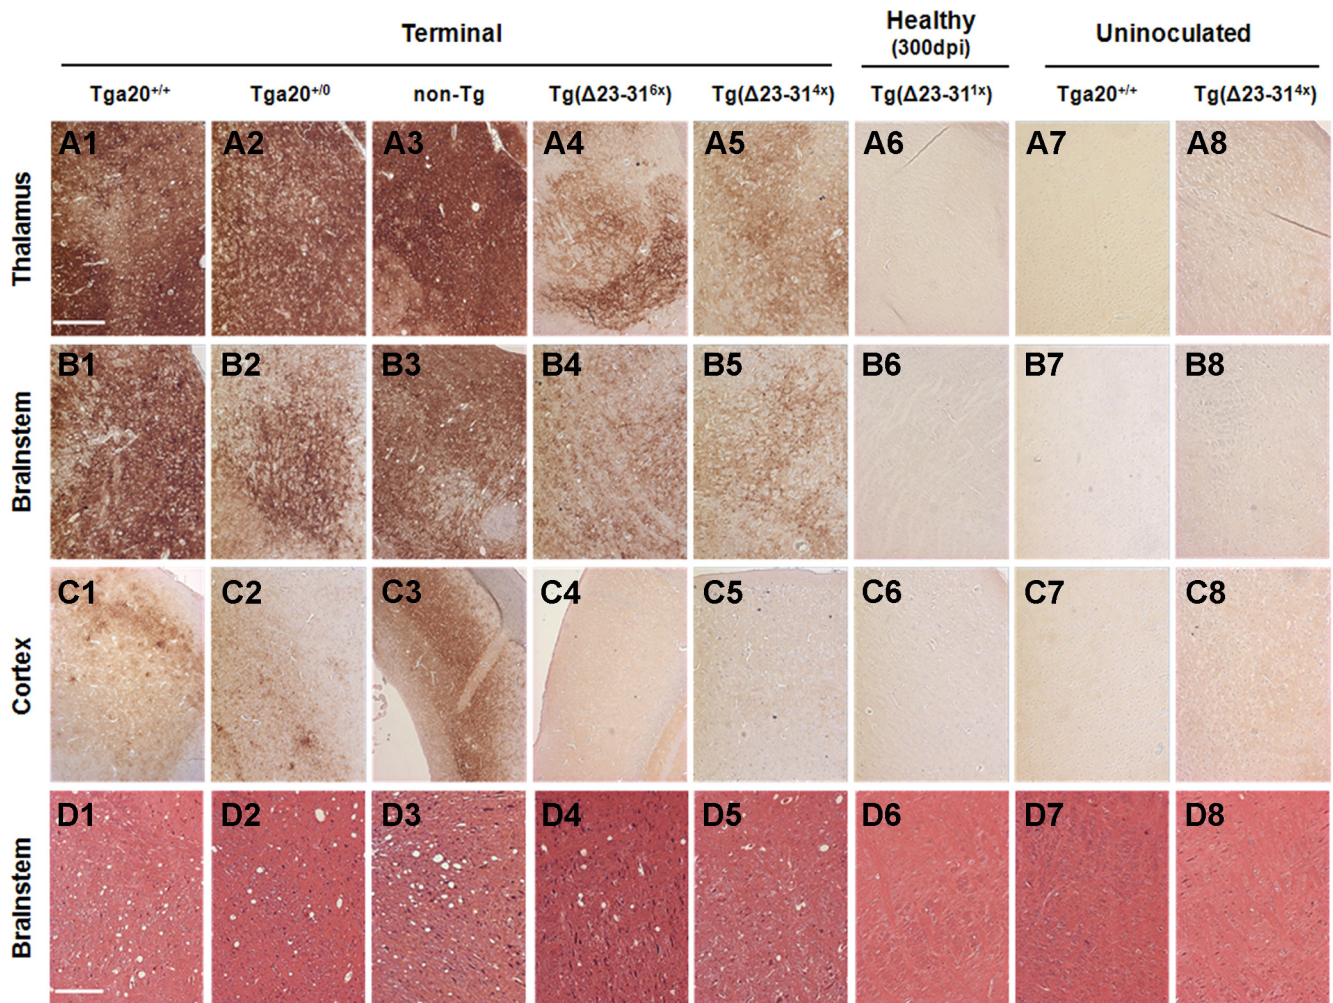 Terminal
Healthy
(300dpi)
Uninoculated
Tga20+/+
Tga20+/0
non-Tg
Tg(Δ23-31⁶ˣ)
Tg(Δ23-31⁴ˣ)
Tg(Δ23-31¹ˣ)
Tga20+/+
Tg(Δ23-31⁴ˣ)
Thalamus
A1 A2 A3 A4 A5 A6 A7 A8
Brainstem
B1 B2 B3 B4 B5 B6 B7 B8
Cortex
C1 C2 C3 C4 C5 C6 C7 C8
Brainstem
D1 D2 D3 D4 D5 D6 D7 D8